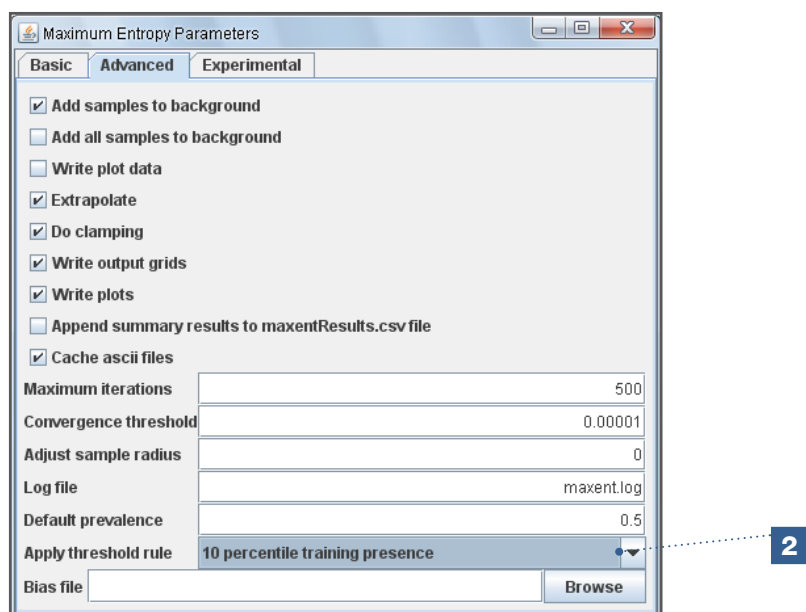 Maximum Entropy Parameters
Basic Advanced Experimental
Add samples to background
Add all samples to background
Write plot data
Extrapolate
Do clamping
Write output grids
Write plots
Append summary results to maxentResults.csv file
Cache ascii files
Maximum iterations 500
Convergence threshold 0.00001
Adjust sample radius 0
Log file maxent.log
Default prevalence 0.5
Apply threshold rule 10 percentile training presence 2
Bias file Browse